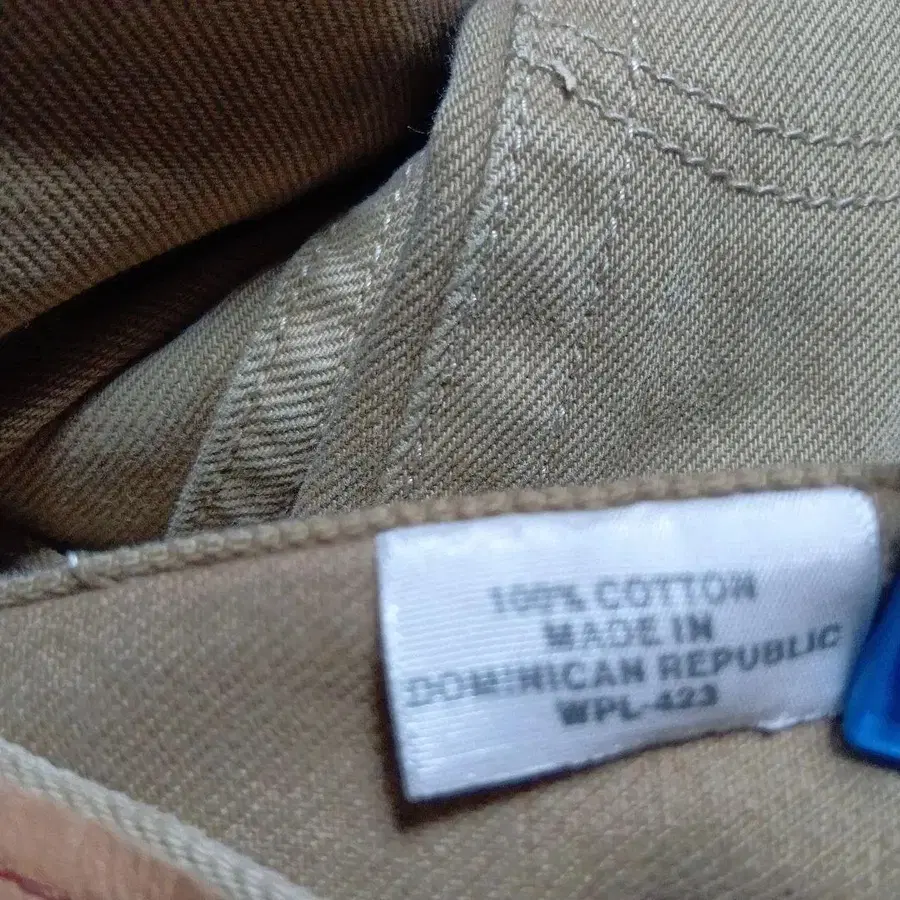 100% COTTON
MADE IN
DOMINICAN REPUBLIC
WPL-423